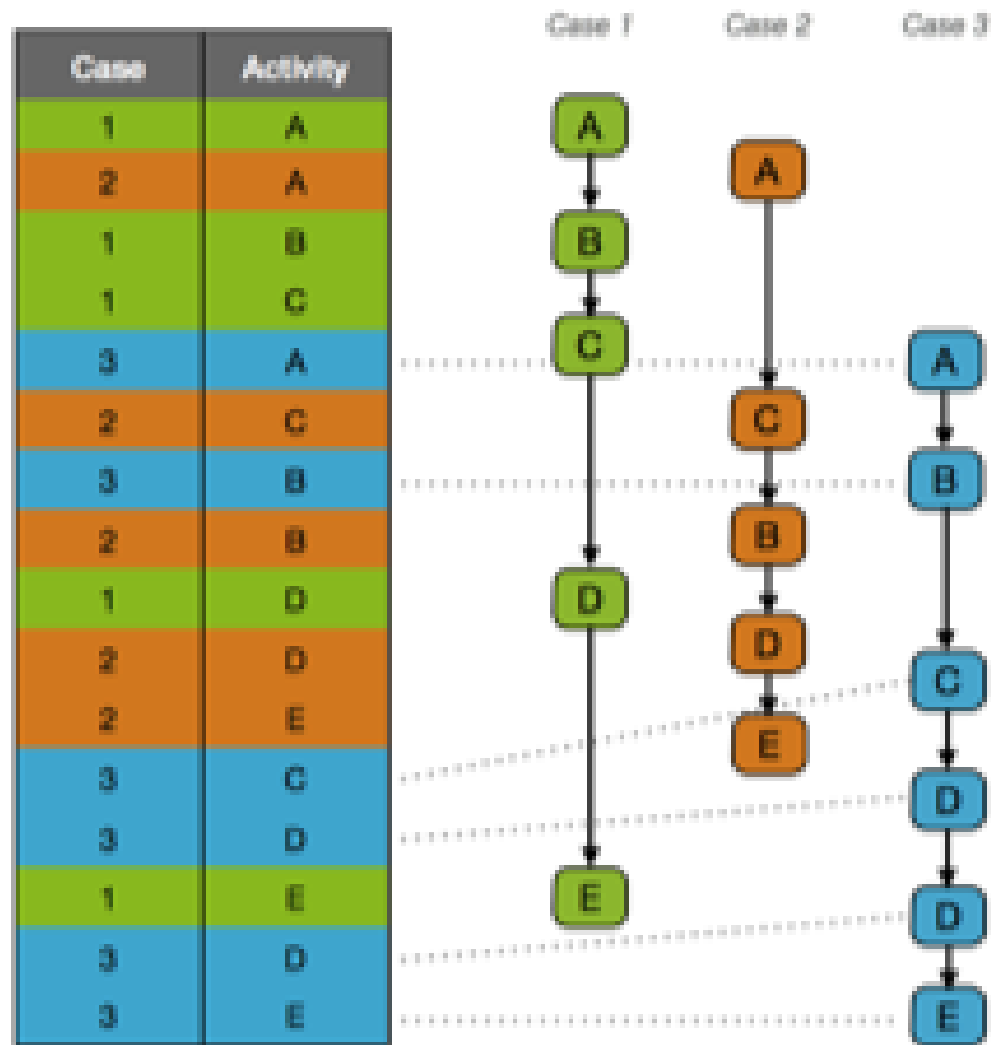 Case 1 Case 2 Case 3
Case Activity
1 A
2 A
1 B
1 C
3 A
2 C
3 B
2 B
1 D
2 D
2 E
3 C
3 D
1 E
3 D
3 E
A
B
C
D
E
A
C
B
D
E
A
B
C
D
D
E